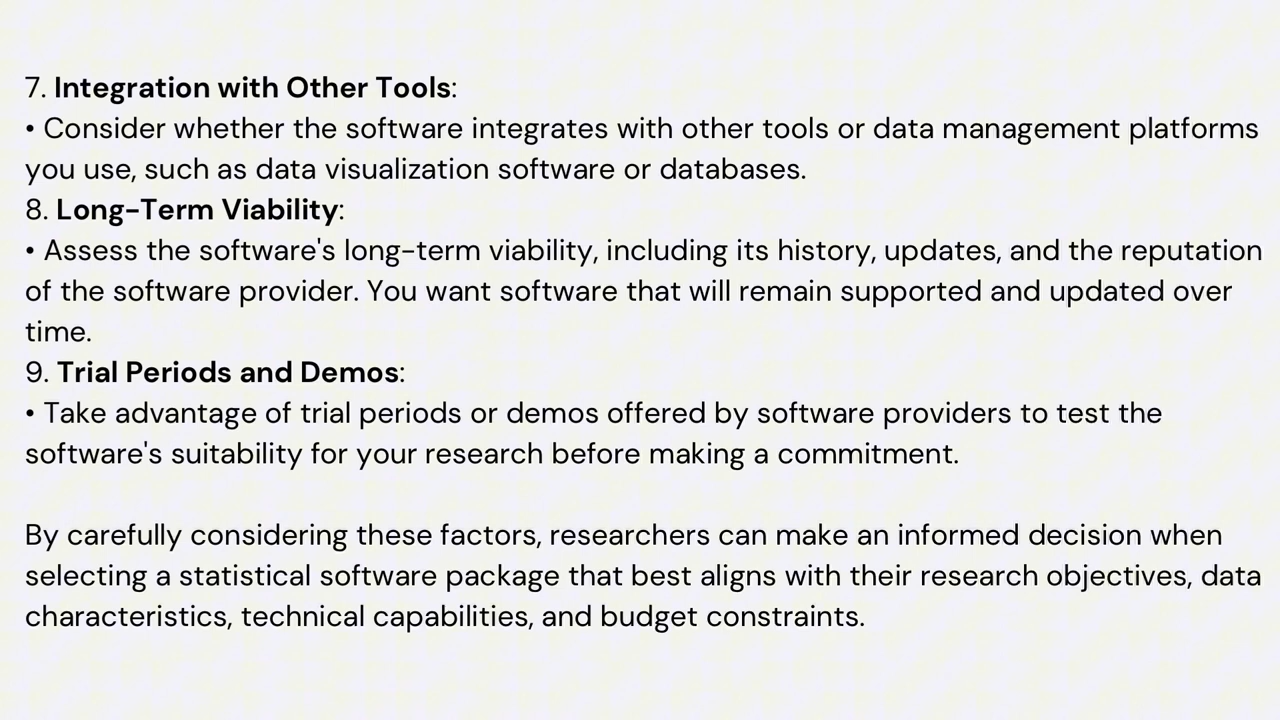 7. Integration with Other Tools:
• Consider whether the software integrates with other tools or data management platforms
you use, such as data visualization software or databases.
8. Long-Term Viability:
• Assess the software's long-term viability, including its history, updates, and the reputation
of the software provider. You want software that will remain supported and updated over
time.
9. Trial Periods and Demos:
• Take advantage of trial periods or demos offered by software providers to test the
software's suitability for your research before making a commitment.
By carefully considering these factors, researchers can make an informed decision when
selecting a statistical software package that best aligns with their research objectives, data
characteristics, technical capabilities, and budget constraints.